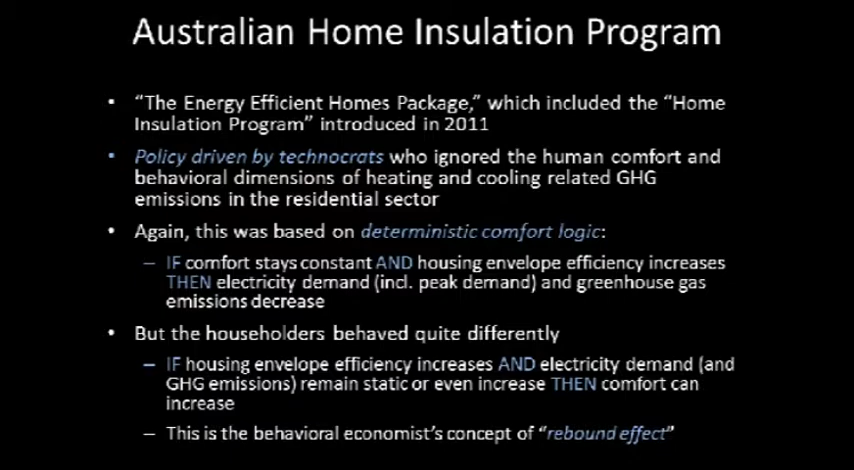 Australian Home Insulation Program
• "The Energy Efficient Homes Package," which included the "Home
Insulation Program" introduced in 2011
• Policy driven by technocrats who ignored the human comfort and
behavioral dimensions of heating and cooling related GHG
emissions in the residential sector
• Again, this was based on deterministic comfort logic:
– IF comfort stays constant AND housing envelope efficiency increases
THEN electricity demand (incl. peak demand) and greenhouse gas
emissions decrease
• But the householders behaved quite differently
– IF housing envelope efficiency increases AND electricity demand (and
GHG emissions) remain static or even increase THEN comfort can
increase
– This is the behavioral economist's concept of "rebound effect"